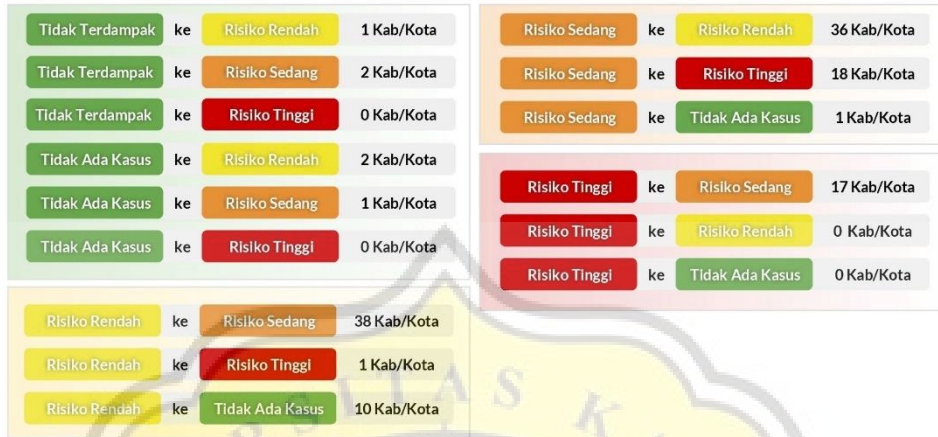 Tidak Terdampak ke Risiko Rendah 1 Kab/Kota
Tidak Terdampak ke Risiko Sedang 2 Kab/Kota
Tidak Terdampak ke Risiko Tinggi 0 Kab/Kota
Tidak Ada Kasus ke Risiko Rendah 2 Kab/Kota
Tidak Ada Kasus ke Risiko Sedang 1 Kab/Kota
Tidak Ada Kasus ke Risiko Tinggi 0 Kab/Kota
Risiko Rendah ke Risiko Sedang 38 Kab/Kota
Risiko Rendah ke Risiko Tinggi 1 Kab/Kota
Risiko Rendah ke Tidak Ada Kasus 10 Kab/Kota
Risiko Sedang ke Risiko Rendah 36 Kab/Kota
Risiko Sedang ke Risiko Tinggi 18 Kab/Kota
Risiko Sedang ke Tidak Ada Kasus 1 Kab/Kota
Risiko Tinggi ke Risiko Sedang 17 Kab/Kota
Risiko Tinggi ke Risiko Rendah 0 Kab/Kota
Risiko Tinggi ke Tidak Ada Kasus 0 Kab/Kota